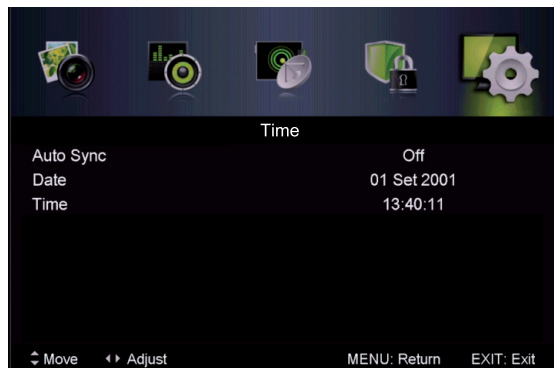 Time
Auto Sync Off
Date 01 Set 2001
Time 13:40:11
Move Adjust MENU: Return EXIT: Exit